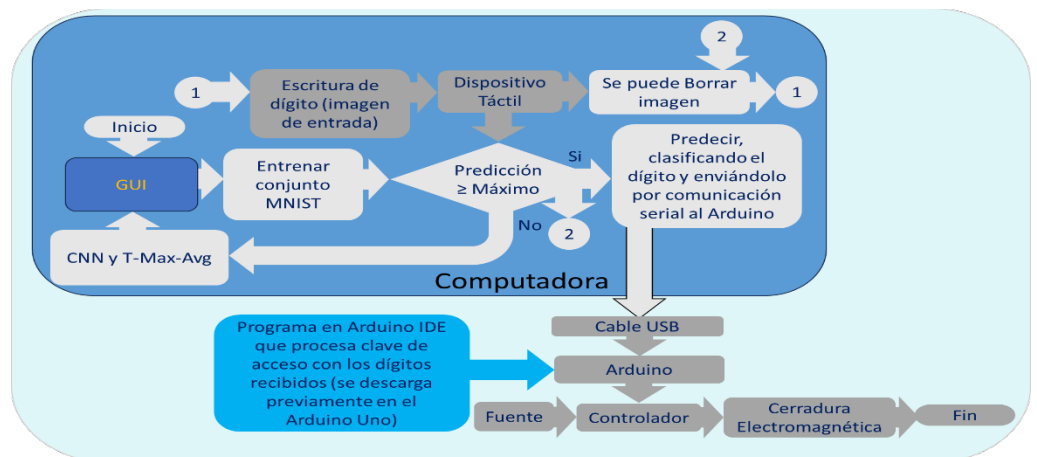 2
1
Escritura de
dígito (imagen
de entrada)
Dispositivo
Táctil
Se puede Borrar
imagen
1
Inicio
GUI
Entrenar
conjunto
MNIST
Predicción
≥ Máximo
Si
No
2
Predecir,
clasificando el
dígito y enviándolo
por comunicación
serial al Arduino
CNN y T-Max-Avg
Computadora
Programa en Arduino IDE
que procesa clave de
acceso con los dígitos
recibidos (se descarga
previamente en el
Arduino Uno)
Cable USB
Arduino
Fuente
Controlador
Cerradura
Electromagnética
Fin